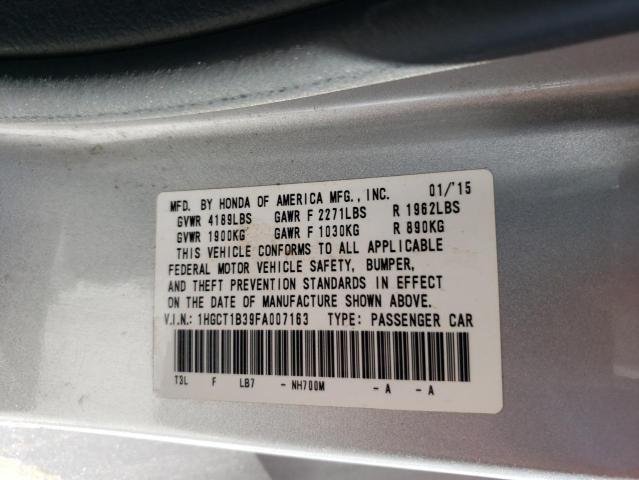 MFD. BY HONDA OF AMERICA MFG., INC. 01/'15
GVWR 4189LBS GAWR F 2271LBS R 1962LBS
GVWR 1900KG GAWR F 1030KG R 890KG
THIS VEHICLE CONFORMS TO ALL APPLICABLE
FEDERAL MOTOR VEHICLE SAFETY, BUMPER,
AND THEFT PREVENTION STANDARDS IN EFFECT
ON THE DATE OF MANUFACTURE SHOWN ABOVE.
V.I.N.: 1HGCT1B39FA007163 TYPE: PASSENGER CAR
T3L F LB7 - NH700M - A - A